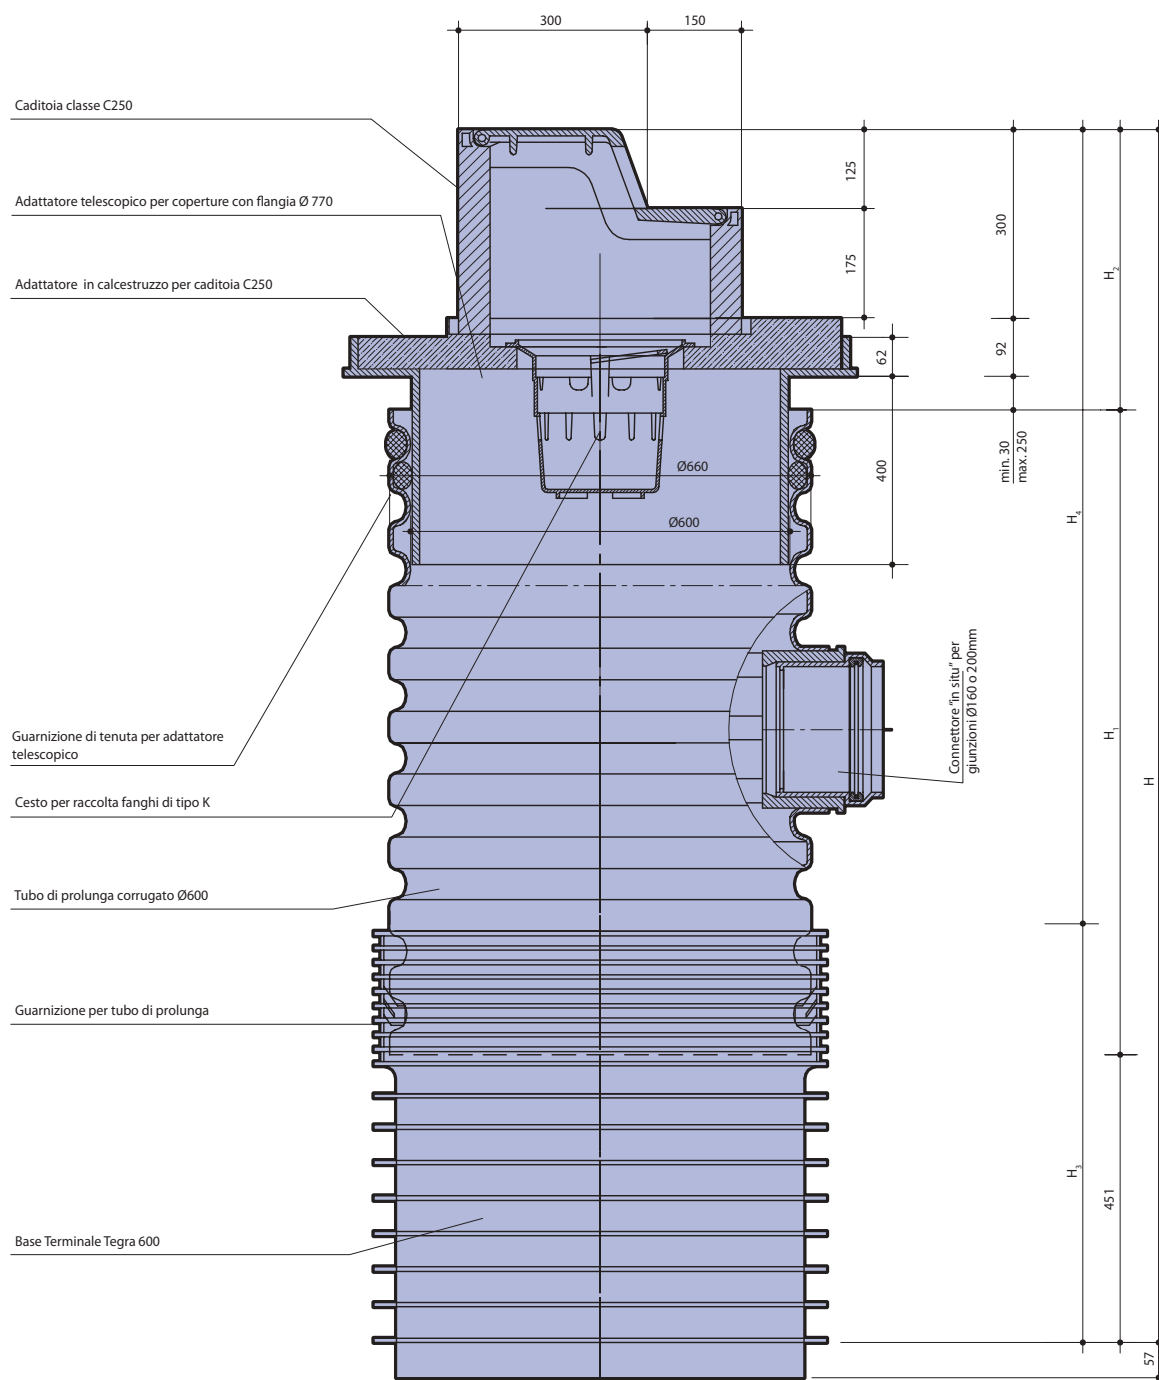 300
150
Caditoia classe C250
125
Adattatore telescopico per coperture con flangia Ø 770
300
175
H2
Adattatore in calcestruzzo per caditoia C250
62
92
min. 30
max. 250
400
Ø660
Ø600
H4
Connettore "in situ" per
giunzioni Ø160 o 200mm
Guarnizione di tenuta per adattatore
telescopico
H1
H
Cesto per raccolta fanghi di tipo K
Tubo di prolunga corrugato Ø600
Guarnizione per tubo di prolunga
H3
451
Base Terminale Tegra 600
57